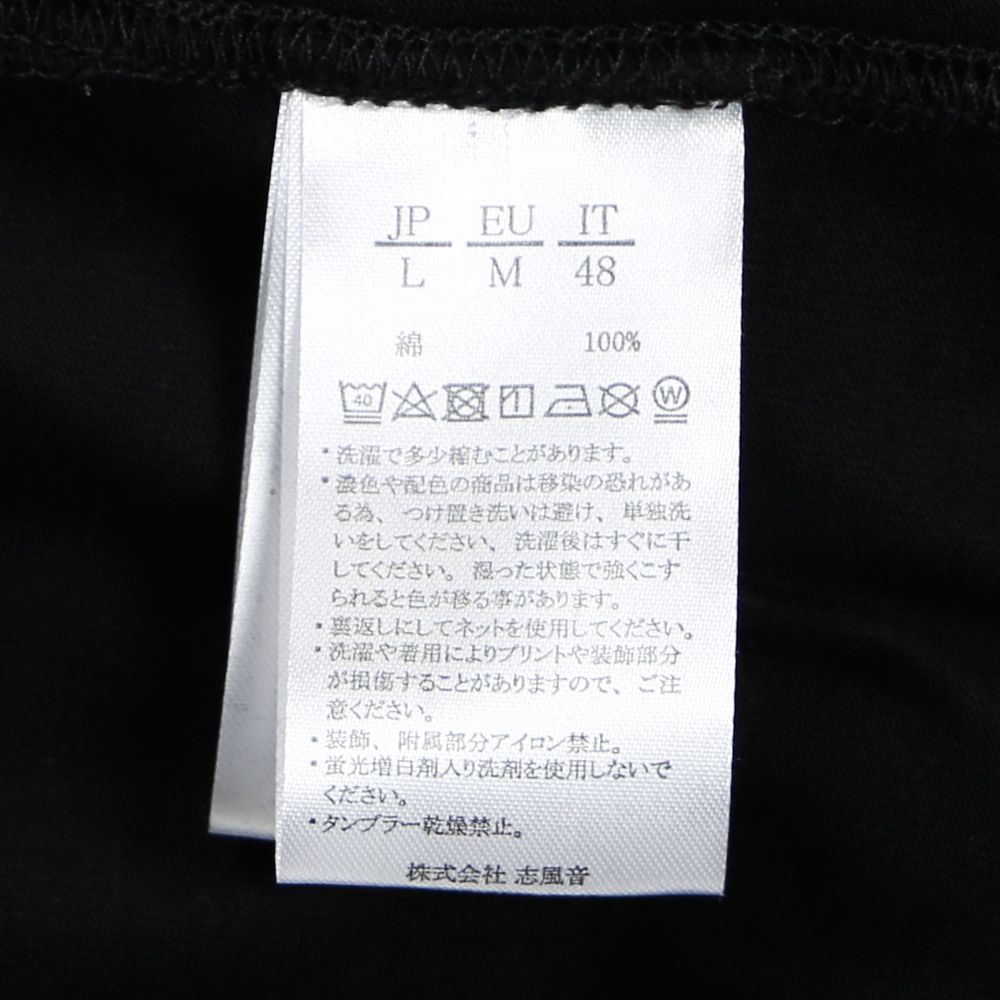 JP EU IT
L M 48
綿 100%
40 W
・洗濯で多少縮むことがあります。
・濃色や配色の商品は移染の恐れがあ
る為、つけ置き洗いは避け、単独洗
いをしてください、洗濯後はすぐに干
してください。湿った状態で強くこす
られると色が移る事があります。
・裏返しにしてネットを使用してください。
・洗濯や着用によりプリントや装飾部分
が損傷することがありますので、ご注
意ください。
・装飾、附属部分アイロン禁止。
・蛍光増白剤入り洗剤を使用しないで
ください。
・タンブラー乾燥禁止。
株式会社 志風音